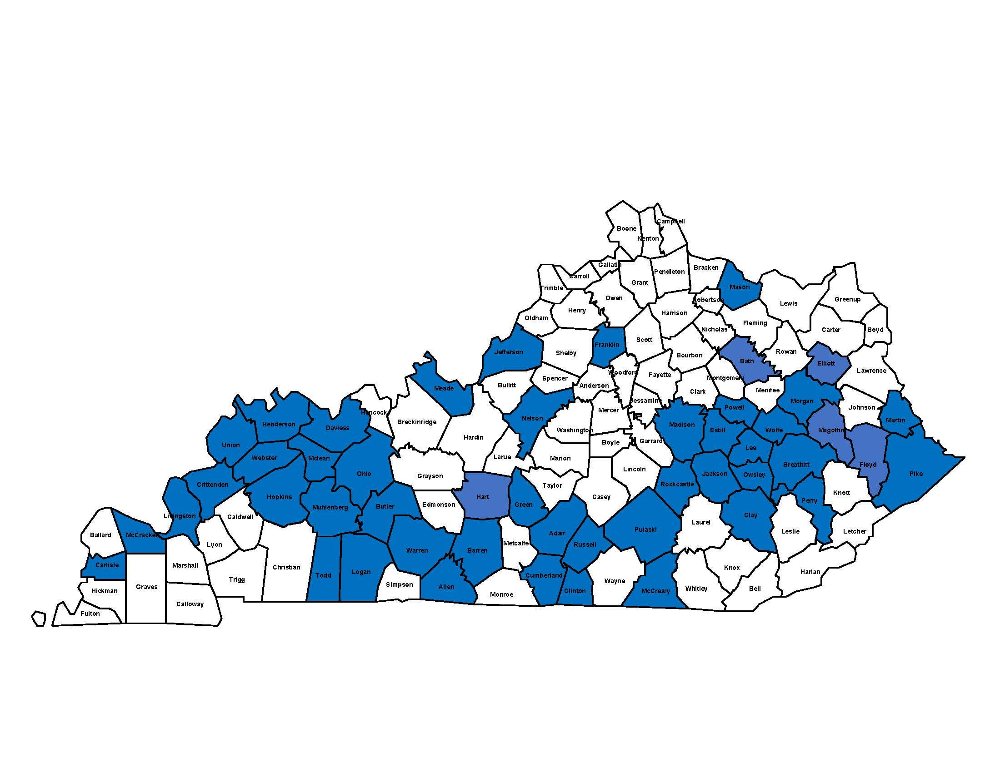 Boone
Campbell
Kenton
Gallatin
Carroll
Bracken
Pendleton
Grant
Trimble
Mason
Owen
Robertson
Lewis
Greenup
Henry
Harrison
Oldham
Fleming
Nicholas
Carter
Boyd
Scott
Franklin
Jefferson
Shelby
Bourbon
Rowan
Bath
Elliott
Lawrence
Woodford
Fayette
Spencer
Montgomery
Anderson
Bullitt
Meade
Clark
Menifee
Jessamine
Morgan
Powell
Johnson
Mercer
Hancock
Breckinridge
Nelson
Martin
Henderson
Daviess
Madison
Washington
Estill
Wolfe
Magoffin
Hardin
Garrard
Boyle
Union
Lee
Webster
Mclean
Larue
Marion
Breathitt
Floyd
Lincoln
Ohio
Grayson
Jackson
Owsley
Pike
Crittenden
Taylor
Rockcastle
Knott
Hopkins
Hart
Casey
Perry
Muhlenberg
Butler
Edmonson
Green
Livingston
Caldwell
Clay
Laurel
Ballard
McCracken
Adair
Pulaski
Leslie
Letcher
Lyon
Metcalfe
Russell
Warren
Barren
Carlisle
Marshall
Christian
Knox
Todd
Logan
Cumberland
Harlan
Trigg
Simpson
Allen
Wayne
Graves
Hickman
Clinton
McCreary
Whitley
Bell
Monroe
Calloway
Fulton